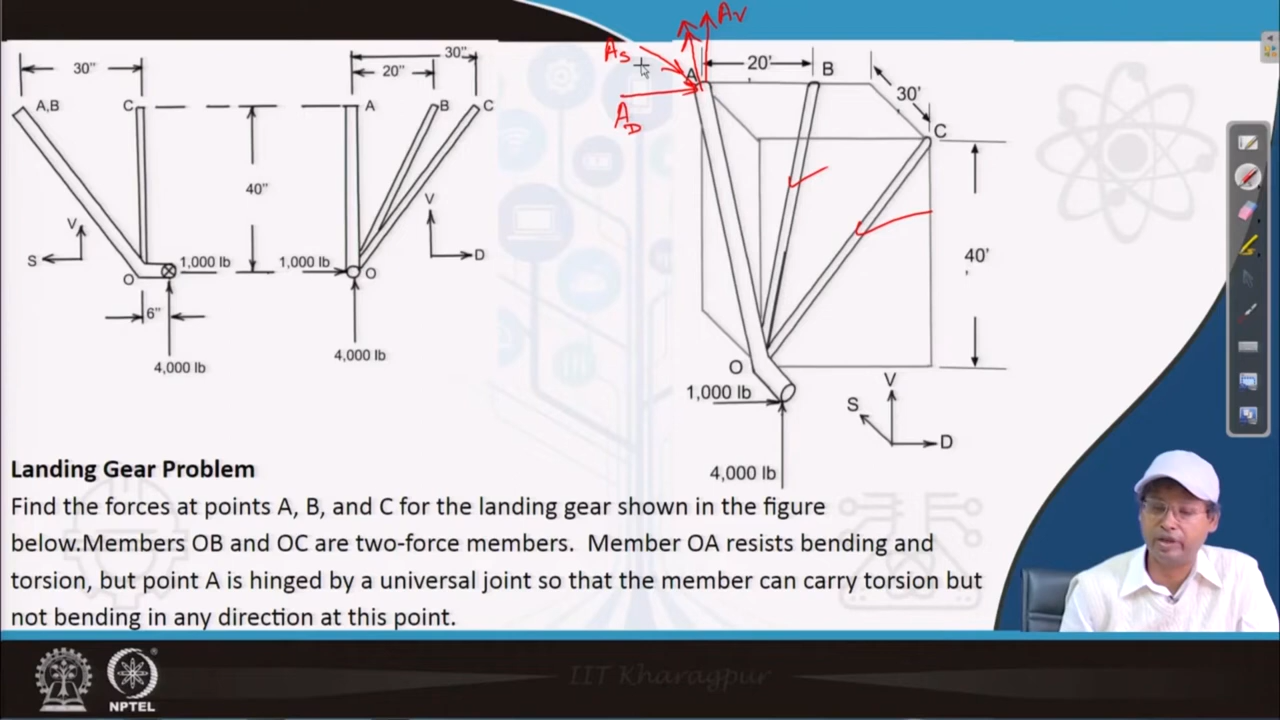 A_S
A_V
A_D
30"
A,B
C
V
S
O
1,000 lb
6"
4,000 lb
40"
30"
20"
A
B
C
V
D
1,000 lb
O
4,000 lb
A
20'
B
30'
C
40'
O
1,000 lb
4,000 lb
S
V
D
Landing Gear Problem
Find the forces at points A, B, and C for the landing gear shown in the figure
below.Members OB and OC are two-force members. Member OA resists bending and
torsion, but point A is hinged by a universal joint so that the member can carry torsion but
not bending in any direction at this point.
IIT Kharagpur
NPTEL